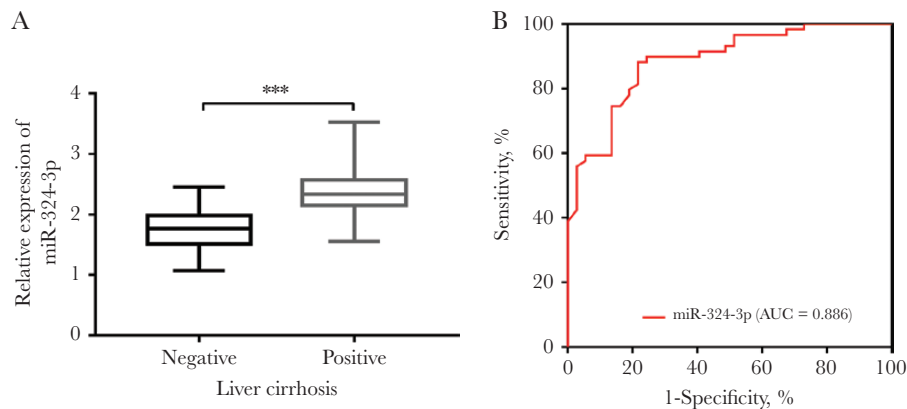 A
Relative expression of
miR-324-3p
4
3
2
1
0
***
Negative
Positive
Liver cirrhosis
B
Sensitivity, %
100
80
60
40
20
0
miR-324-3p (AUC = 0.886)
0
20
40
60
80
100
1-Specificity, %